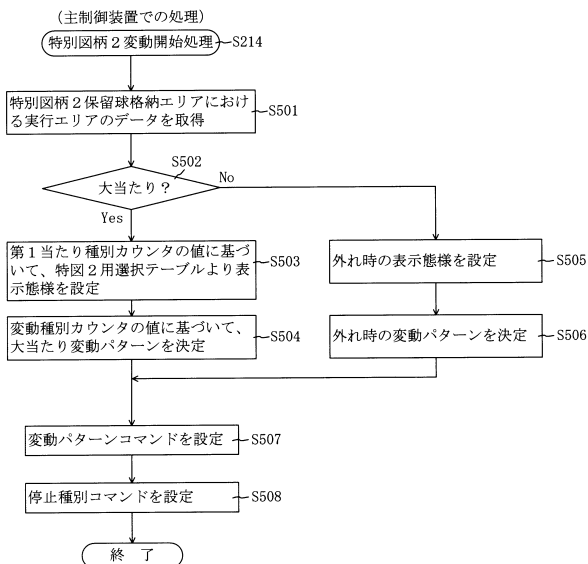 (主制御装置での処理)
特別図柄2変動開始処理
S214
特別図柄2保留球格納エリアにおけ
る実行エリアのデータを取得
S501
S502
大当たり?
No
Yes
第1当たり種別カウンタの値に基づ
いて、特図2用選択テーブルより表
示態様を設定
S503
外れ時の表示態様を設定
S505
変動種別カウンタの値に基づいて、
大当たり変動パターンを決定
S504
外れ時の変動パターンを決定
S506
変動パターンコマンドを設定
S507
停止種別コマンドを設定
S508
終 了